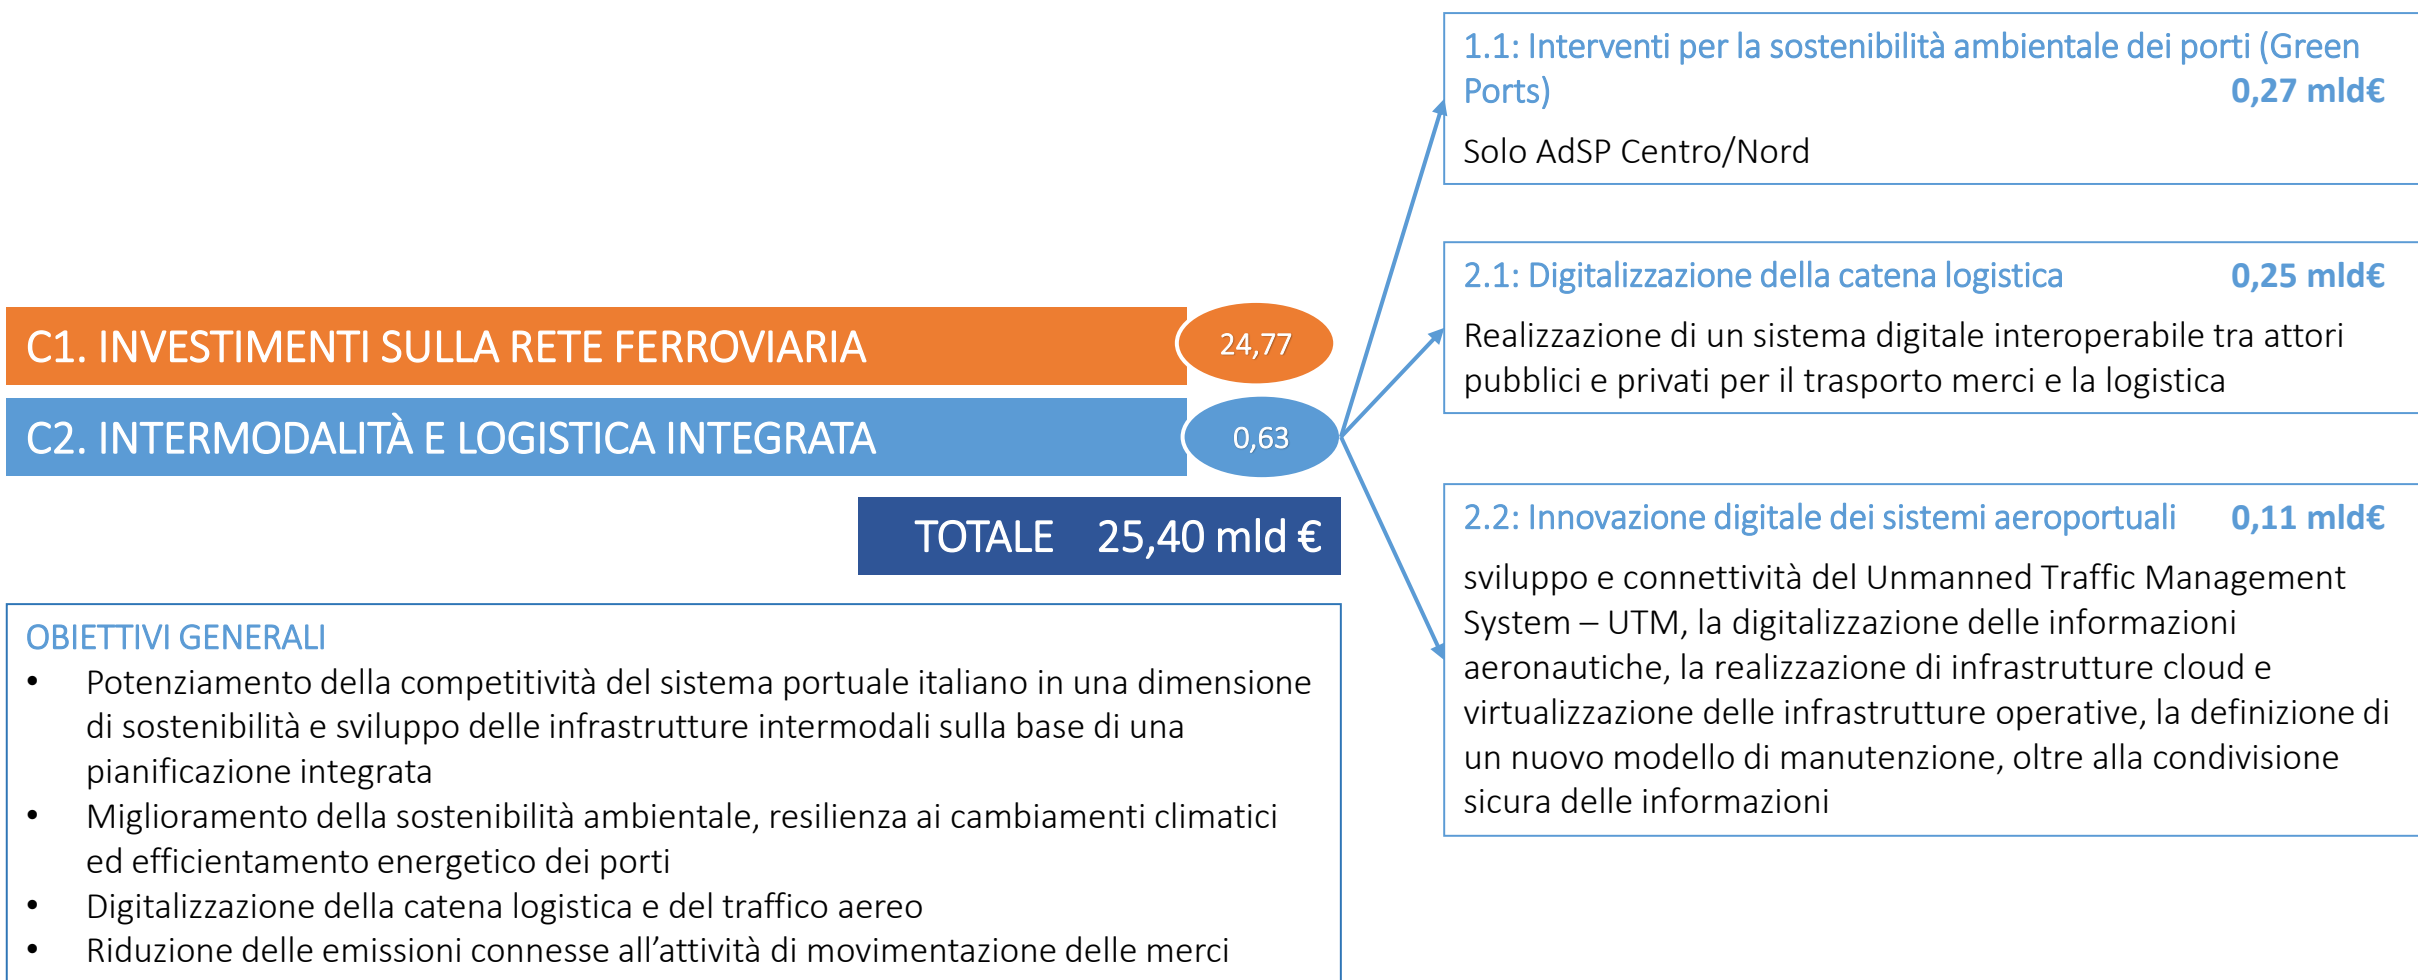 C1. INVESTIMENTI SULLA RETE FERROVIARIA
24,77
C2. INTERMODALITÀ E LOGISTICA INTEGRATA
0,63
TOTALE 25,40 mld €
OBIETTIVI GENERALI
• Potenziamento della competitività del sistema portuale italiano in una dimensione
di sostenibilità e sviluppo delle infrastrutture intermodali sulla base di una
pianificazione integrata
• Miglioramento della sostenibilità ambientale, resilienza ai cambiamenti climatici
ed efficientamento energetico dei porti
• Digitalizzazione della catena logistica e del traffico aereo
• Riduzione delle emissioni connesse all’attività di movimentazione delle merci
1.1: Interventi per la sostenibilità ambientale dei porti (Green
Ports) 0,27 mld€
Solo AdSP Centro/Nord
2.1: Digitalizzazione della catena logistica 0,25 mld€
Realizzazione di un sistema digitale interoperabile tra attori
pubblici e privati per il trasporto merci e la logistica
2.2: Innovazione digitale dei sistemi aeroportuali 0,11 mld€
sviluppo e connettività del Unmanned Traffic Management
System – UTM, la digitalizzazione delle informazioni
aeronautiche, la realizzazione di infrastrutture cloud e
virtualizzazione delle infrastrutture operative, la definizione di
un nuovo modello di manutenzione, oltre alla condivisione
sicura delle informazioni